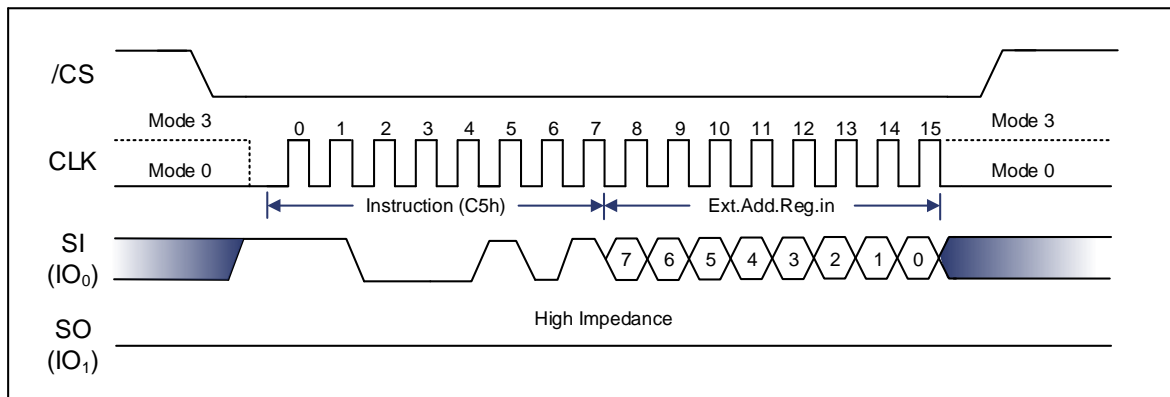 /CS
Mode 3
0 1 2 3 4 5 6 7 8 9 10 11 12 13 14 15
Mode 3
CLK
Mode 0
Mode 0
Instruction (C5h)
Ext.Add.Reg.in
SI
(IO₀)
7 6 5 4 3 2 1 0
High Impedance
SO
(IO₁)